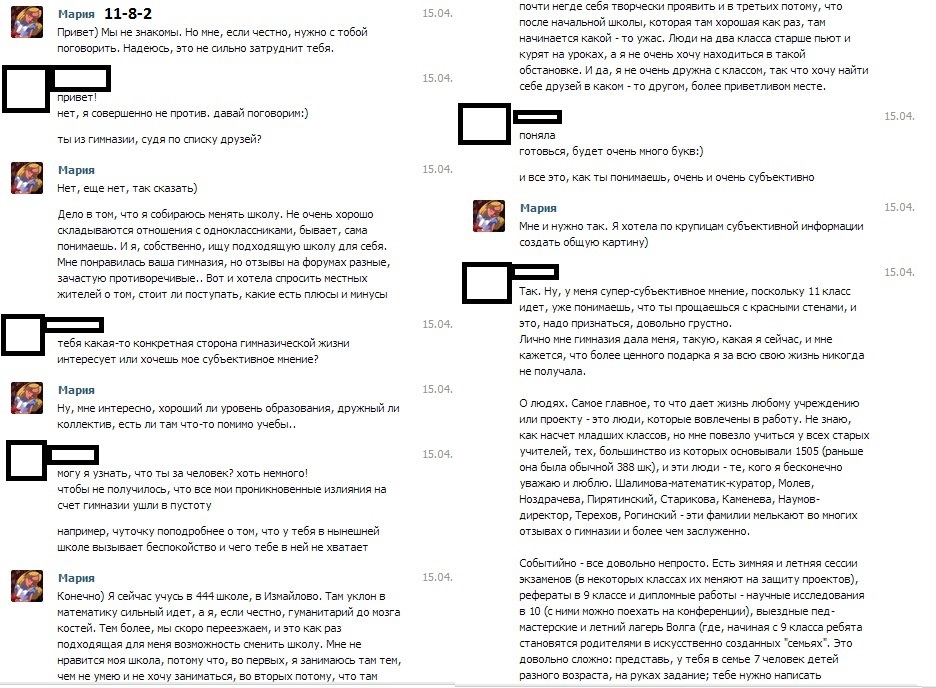 Мария 11-8-2
15.04.
Привет) Мы не знакомы. Но мне, если честно, нужно с тобой
поговорить. Надеюсь, это не сильно затруднит тебя.
15.04.
привет!
нет, я совершенно не против. давай поговорим:)
ты из гимназии, судя по списку друзей?
Мария
15.04.
Нет, еще нет, так сказать)
Дело в том, что я собираюсь менять школу. Не очень хорошо
складываются отношения с одноклассниками, бывает, сама
понимаешь. И я, собственно, ищу подходящую школу для себя.
Мне понравилась ваша гимназия, но отзывы на форумах разные,
зачастую противоречивые.. Вот и хотела спросить местных
жителей о том, стоит ли поступать, какие есть плюсы и минусы
15.04.
тебя какая-то конкретная сторона гимназической жизни
интересует или хочешь мое субъективное мнение?
Мария
15.04.
Ну, мне интересно, хороший ли уровень образования, дружный ли
коллектив, есть ли там что-то помимо учебы..
15.04.
могу я узнать, что ты за человек? хоть немного!
чтобы не получилось, что все мои проникновенные излияния на
счет гимназии ушли в пустоту
например, чуточку поподробнее о том, что у тебя в нынешней
школе вызывает беспокойство и чего тебе в ней не хватает
Мария
15.04.
Конечно) Я сейчас учусь в 444 школе, в Измайлово. Там уклон в
математику сильный идет, а я, если честно, гуманитарий до мозга
костей. Тем более, мы скоро переезжаем, и это как раз
подходящая для меня возможность сменить школу. Мне не
нравится моя школа, потому что, во первых, я занимаюсь там тем,
чем не умею и не хочу заниматься, во вторых потому, что там
почти негде себя творчески проявить и в третьих потому, что
после начальной школы, которая там хорошая как раз, там
начинается какой - то ужас. Люди на два класса старше пьют и
курят на уроках, а я не очень хочу находиться в такой
обстановке. И да, я не очень дружна с классом, так что хочу найти
себе друзей в каком - то другом, более приветливом месте.
15.04.
поняла
готовься, будет очень много букв:)
и все это, как ты понимаешь, очень и очень субъективно
Мария
15.04.
Мне и нужно так. Я хотела по крупицам субъективной информации
создать общую картину)
15.04.
Так. Ну, у меня супер-субъективное мнение, поскольку 11 класс
идет, уже понимаешь, что ты прощаешься с красными стенами, и
это, надо признаться, довольно грустно.
Лично мне гимназия дала меня, такую, какая я сейчас, и мне
кажется, что более ценного подарка я за всю свою жизнь никогда
не получала.
О людях. Самое главное, то что дает жизнь любому учреждению
или проекту - это люди, которые вовлечены в работу. Не знаю,
как насчет младших классов, но мне повезло учиться у всех старых
учителей, тех, большинство из которых основывали 1505 (раньше
она была обычной 388 шк), и эти люди - те, кого я бесконечно
уважаю и люблю. Шалимова-математик-куратор, Молев,
Ноздрачева, Пирятинский, Старикова, Каменева, Наумов-
директор, Терехов, Рогинский - эти фамилии мелькают во многих
отзывах о гимназии и более чем заслуженно.
Событийно - все довольно непросто. Есть зимняя и летняя сессии
экзаменов (в некоторых классах их меняют на защиту проектов),
рефераты в 9 классе и дипломные работы - научные исследования
в 10 (с ними можно поехать на конференции), выездные пед-
мастерские и летний лагерь Волга (где, начиная с 9 класса ребята
становятся родителями в искусственно созданных "семьях". Это
довольно сложно: представь, у тебя в семье 7 человек детей
разного возраста, на руках задание; тебе нужно написать